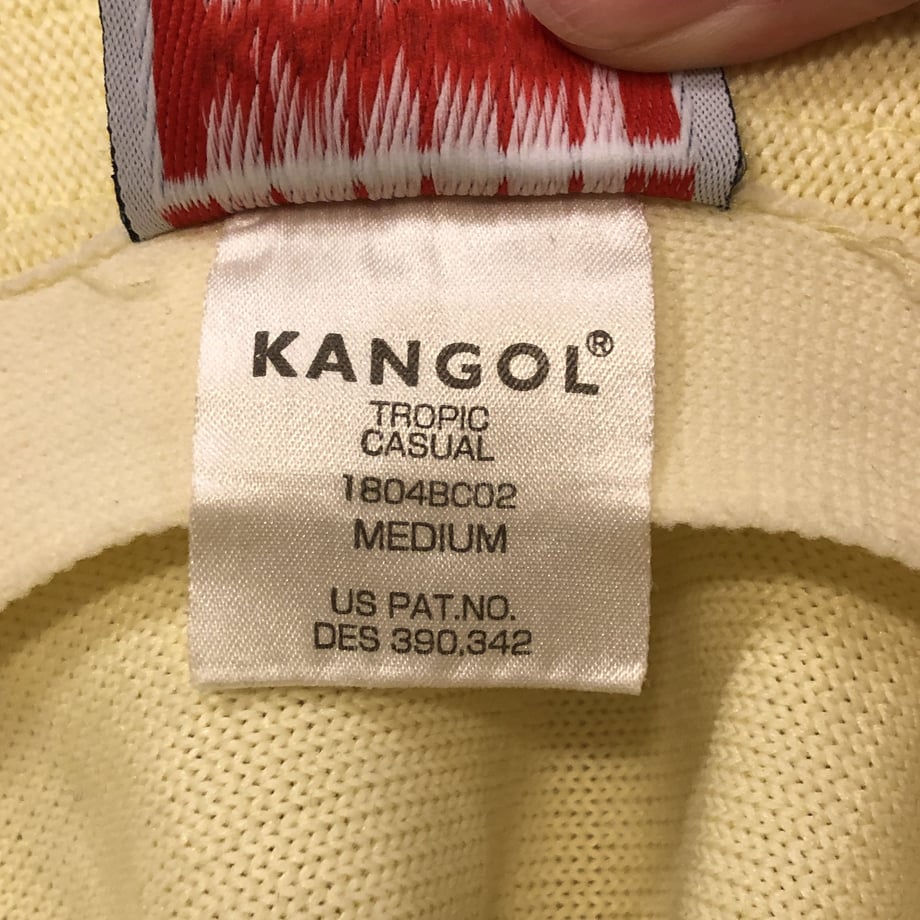 KANGOL®
TROPIC
CASUAL
1804BC02
MEDIUM
US PAT.NO.
DES 390,342